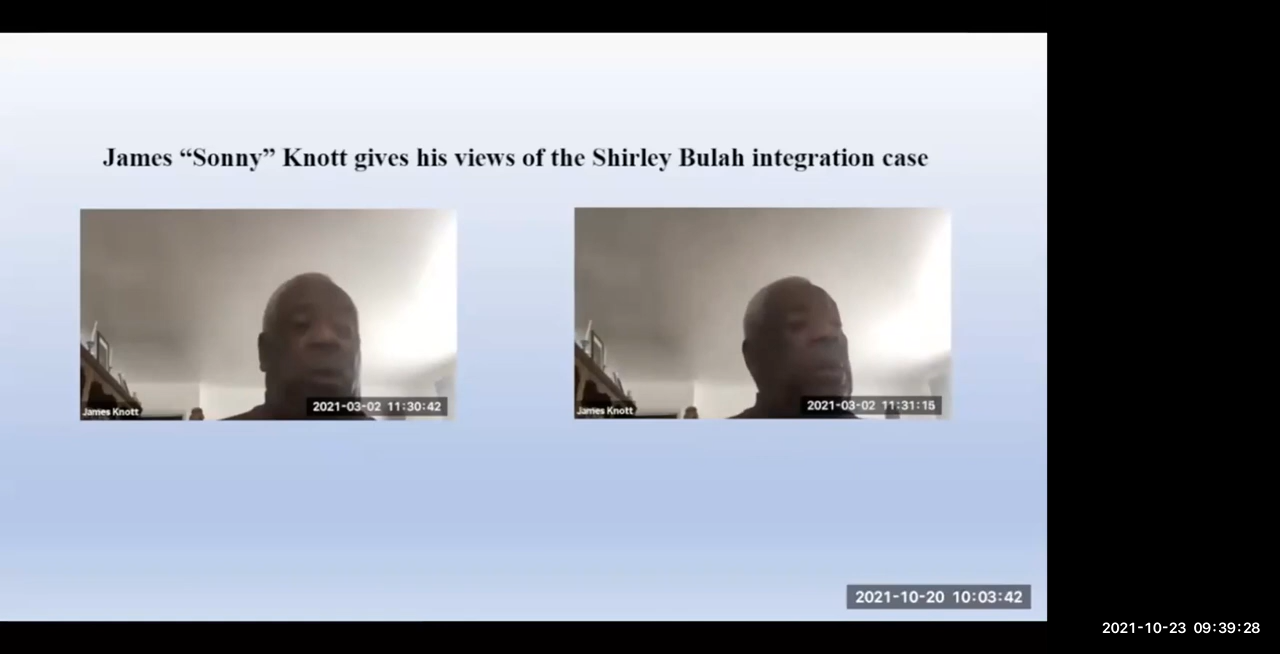 James “Sonny” Knott gives his views of the Shirley Bulah integration case
James Knott
2021-03-02 11:30:42
James Knott
2021-03-02 11:31:15
2021-10-20 10:03:42
2021-10-23 09:39:28